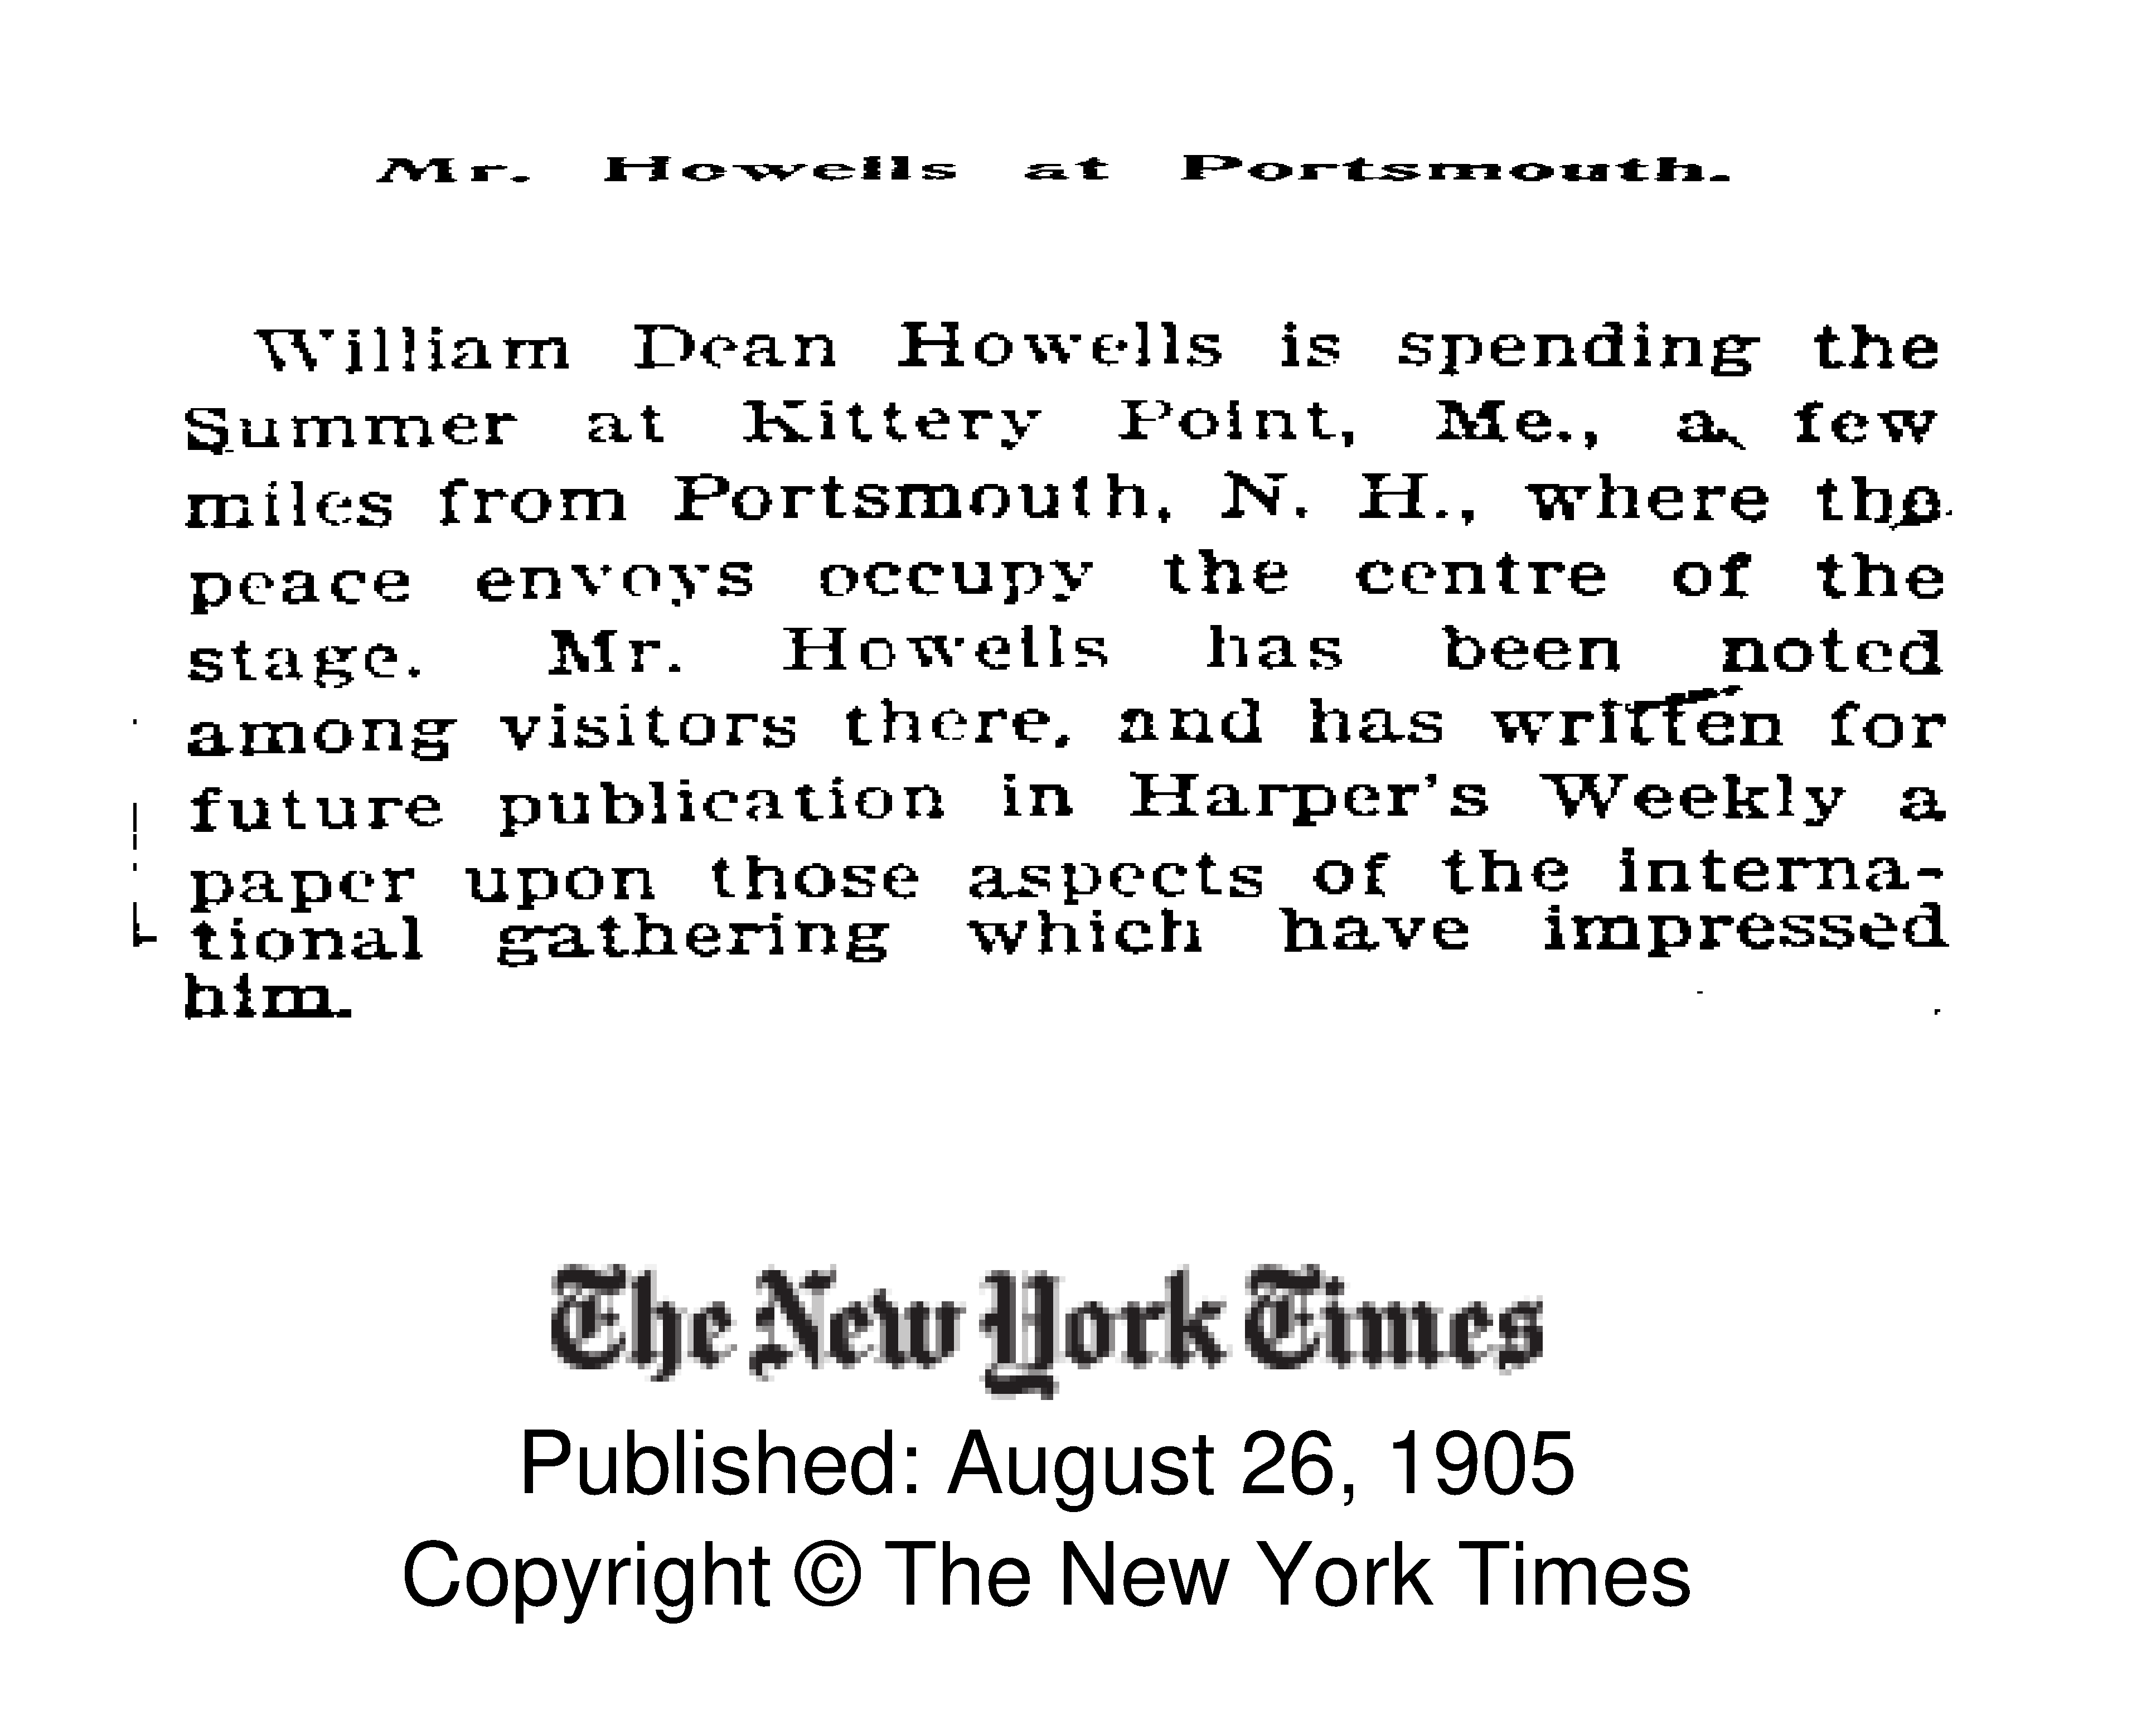 Mr. Howells at Portsmouth.
William Dean Howells is spending the
Summer at Kittery Point, Me., a few
miles from Portsmouth, N. H., where the
peace envoys occupy the centre of the
stage. Mr. Howells has been noted
among visitors there, and has written for
future publication in Harper's Weekly a
paper upon those aspects of the interna-
tional gathering which have impressed
him.
The New York Times
Published: August 26, 1905
Copyright © The New York Times